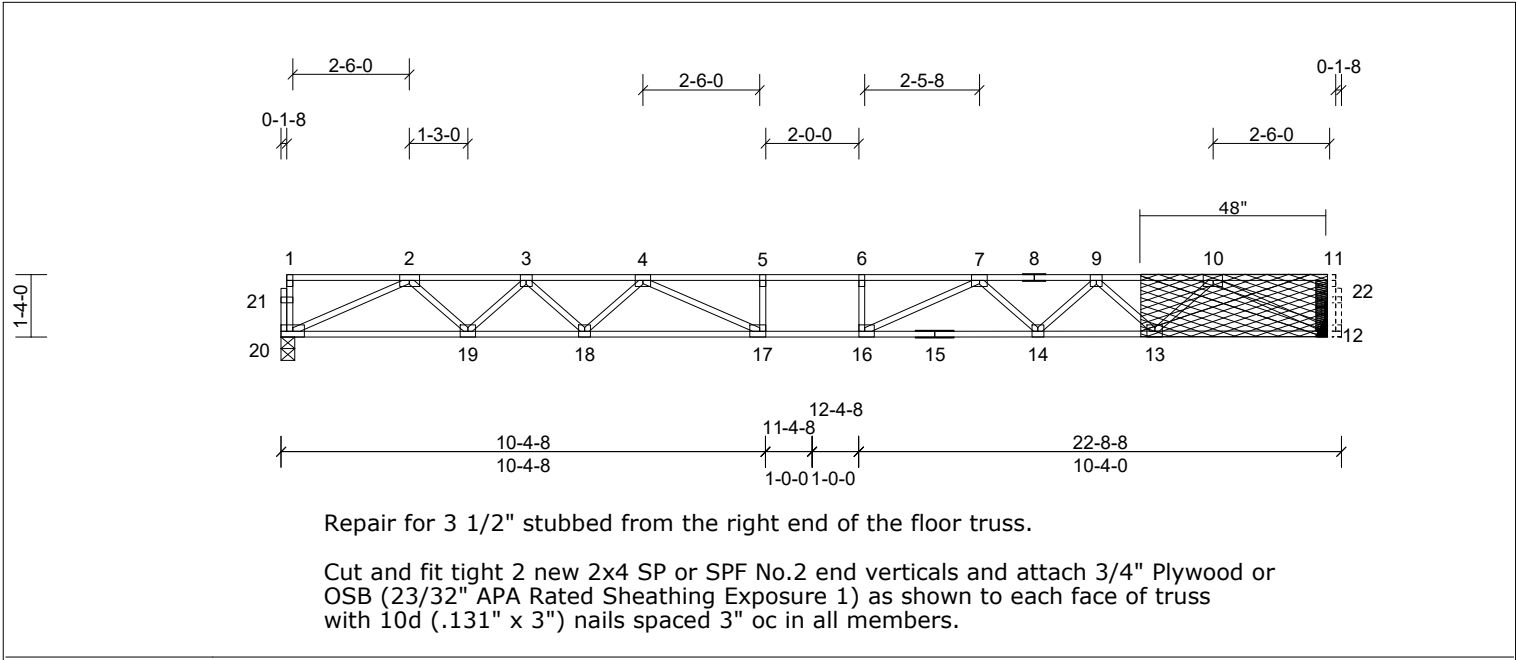 2-6-0
2-6-0
2-5-8
0-1-8
0-1-8
1-3-0
2-0-0
2-6-0
48"
1 2 3 4 5 6 7 8 9 10 11
21
22
1-4-0
20 19 18 17 16 15 14 13 12
12-4-8
11-4-8
10-4-8 22-8-8
10-4-8 10-4-0
1-0-0 1-0-0
Repair for 3 1/2" stubbed from the right end of the floor truss.
Cut and fit tight 2 new 2x4 SP or SPF No.2 end verticals and attach 3/4" Plywood or
OSB (23/32" APA Rated Sheathing Exposure 1) as shown to each face of truss
with 10d (.131" x 3") nails spaced 3" oc in all members.